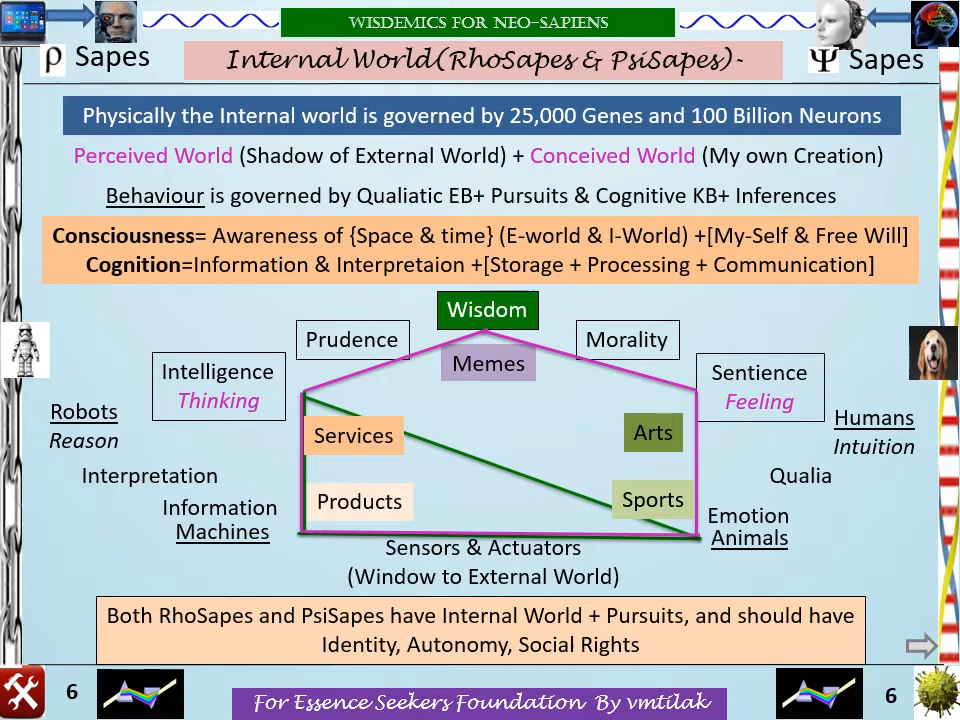 WISDEMICS FOR NEO-SAPIENS
ρ Sapes
Internal World(RhoSapes & PsiSapes)-
Ψ Sapes
Physically the Internal world is governed by 25,000 Genes and 100 Billion Neurons
Perceived World (Shadow of External World) + Conceived World (My own Creation)
Behaviour is governed by Qualiatic EB+ Pursuits & Cognitive KB+ Inferences
Consciousness= Awareness of {Space & time} (E-world & I-World) +[My-Self & Free Will]
Cognition=Information & Interpretaion +[Storage + Processing + Communication]
Wisdom
Prudence
Morality
Memes
Intelligence
Thinking
Sentience
Feeling
Robots
Reason
Humans
Intuition
Services
Arts
Interpretation
Qualia
Products
Sports
Information
Machines
Emotion
Animals
Sensors & Actuators
(Window to External World)
Both RhoSapes and PsiSapes have Internal World + Pursuits, and should have
Identity, Autonomy, Social Rights
6
For Essence Seekers Foundation By vmtilak
6